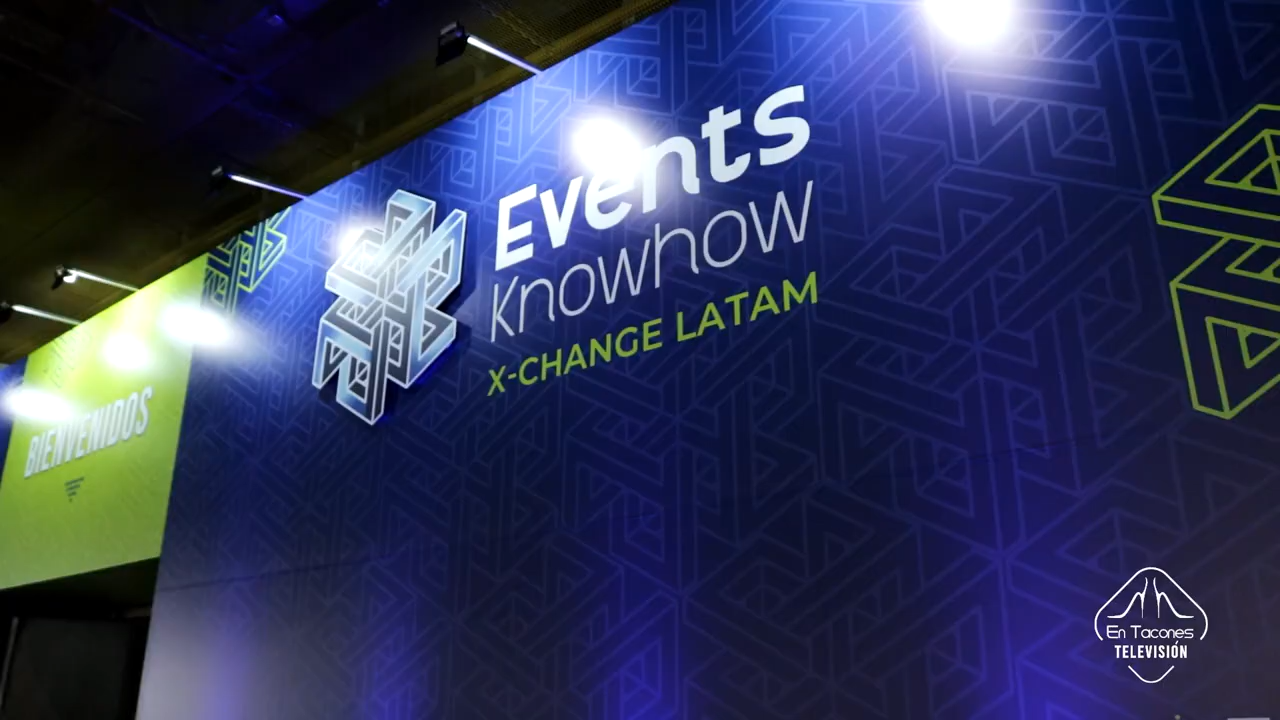 Events
Knowhow
X-CHANGE LATAM
BIENVENIDOS
En Tacones
TELEVISIÓN